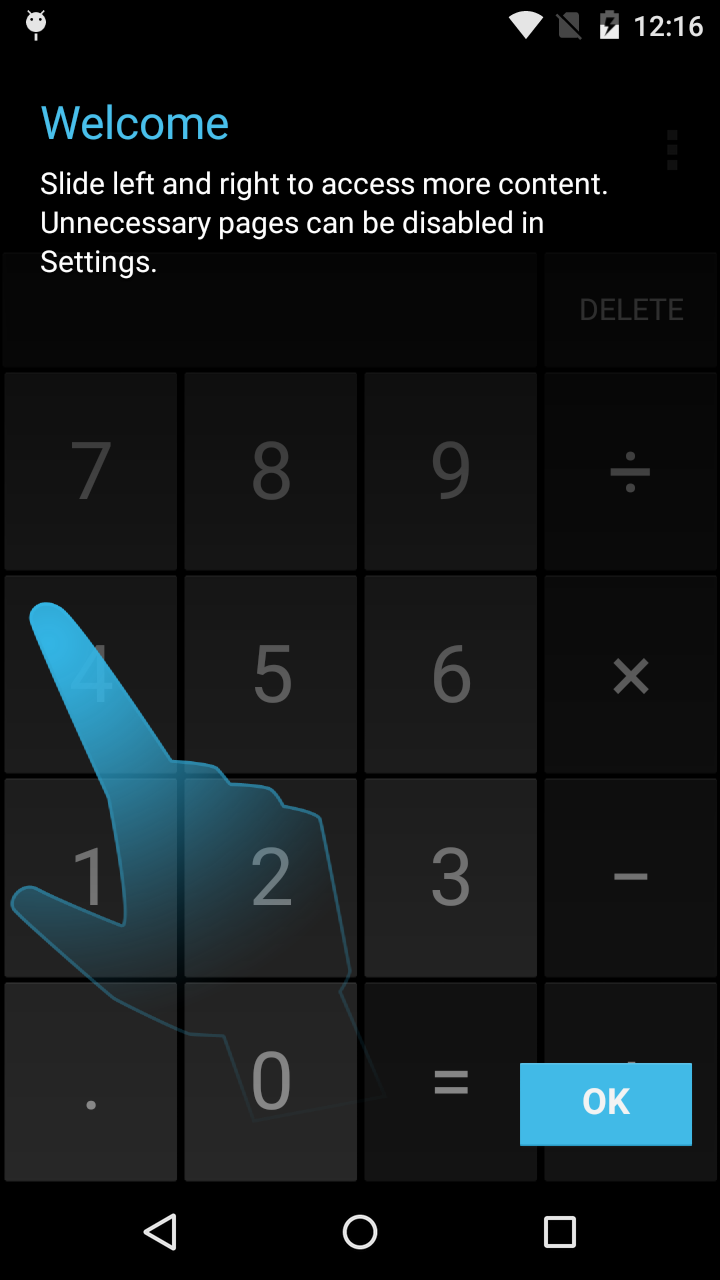 12:16
Welcome
Slide left and right to access more content.
Unnecessary pages can be disabled in
Settings.
DELETE
7 8 9 ÷
4 5 6 ×
1 2 3 −
. 0 =
OK